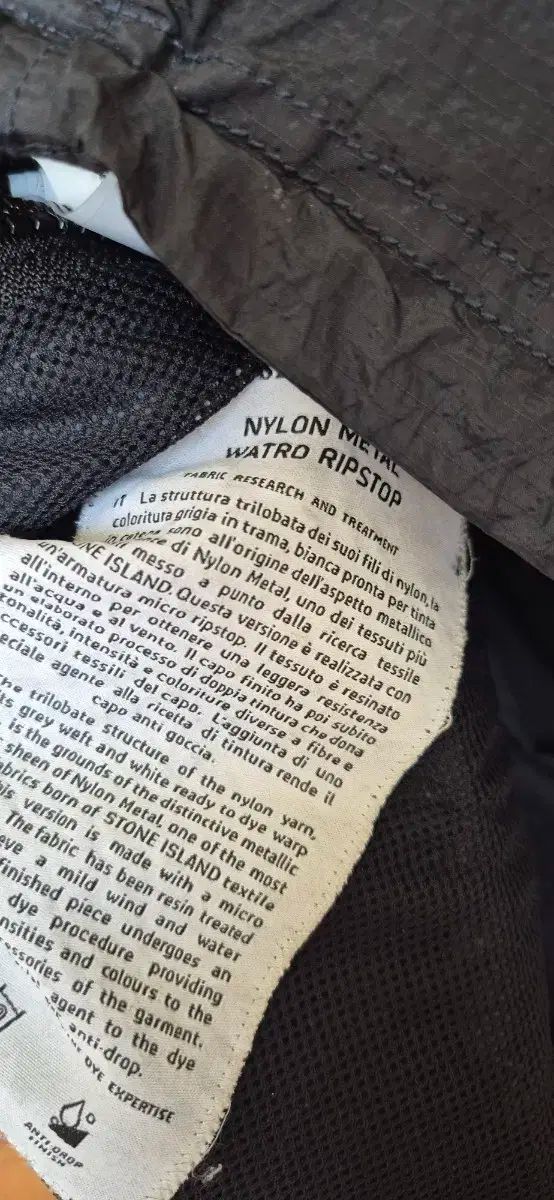 NYLON METAL
WATRO RIPSTOP
FABRIC RESEARCH AND TREATMENT
IT La struttura trilobata dei suoi fili di nylon, la
coloritura grigia in trama, bianca pronta per tinta
in catena sono all'origine dell'aspetto metallico
di Nylon Metal, uno dei tessuti più
messo a punto dalla ricerca tessile
STONE ISLAND. Questa versione è realizzata con
un'armatura micro ripstop. Il tessuto è resinato
all'interno per ottenere una leggera resistenza
all'acqua e al vento. Il capo finito ha poi subito
un elaborato processo di doppia tintura che dona
tonalità, intensità e coloriture diverse a fibre e
accessori tessili del capo. L'aggiunta di uno
speciale agente alla ricetta di tintura rende il
capo anti goccia.
The trilobate structure of the nylon yarn,
its grey weft and white ready to dye warp
is the grounds of the distinctive metallic
sheen of Nylon Metal, one of the most
fabrics born of STONE ISLAND textile
This version is made with a micro
The fabric has been resin treated
a mild wind and water
finished piece undergoes an
dye procedure providing
and colours to the
of the garment.
agent to the dye
anti-drop.
DYE EXPERTISE
ANTI-DROP
FINISH